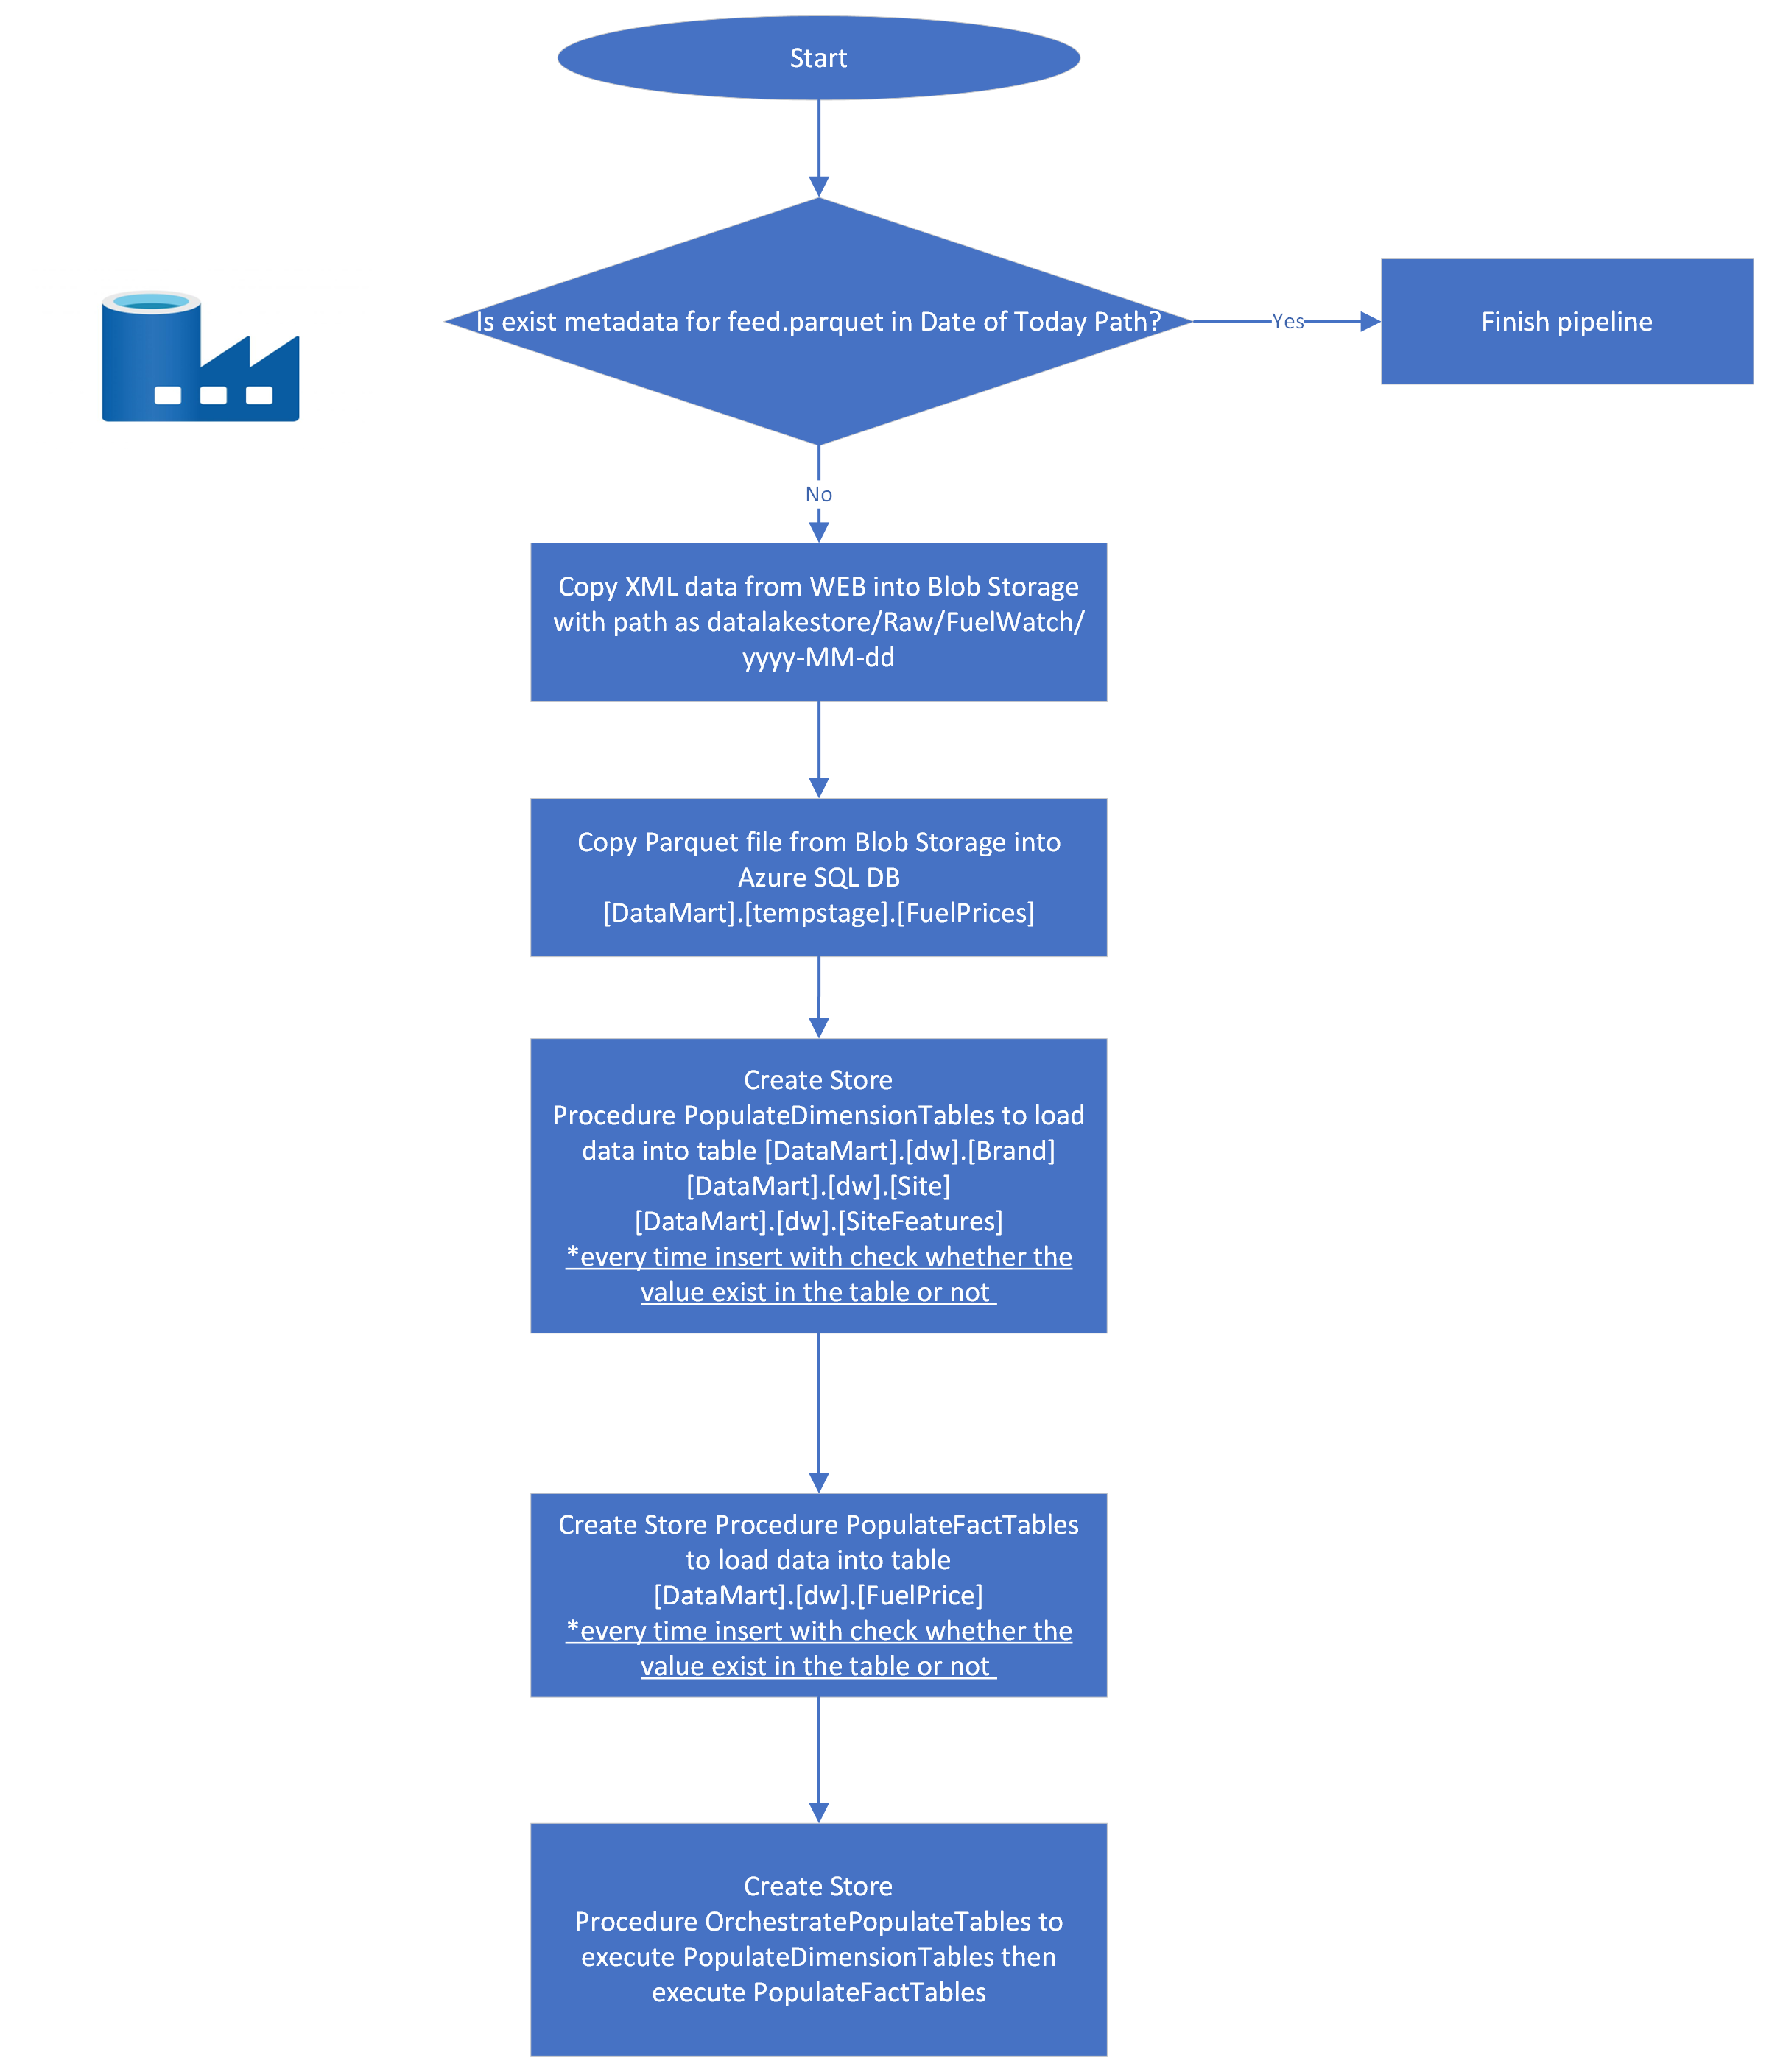 Start
Is exist metadata for feed.parquet in Date of Today Path?
Yes
Finish pipeline
No
Copy XML data from WEB into Blob Storage
with path as datalakestore/Raw/FuelWatch/
yyyy-MM-dd
Copy Parquet file from Blob Storage into
Azure SQL DB
[DataMart].[tempstage].[FuelPrices]
Create Store
Procedure PopulateDimensionTables to load
data into table [DataMart].[dw].[Brand]
[DataMart].[dw].[Site]
[DataMart].[dw].[SiteFeatures]
*every time insert with check whether the
value exist in the table or not
Create Store Procedure PopulateFactTables
to load data into table
[DataMart].[dw].[FuelPrice]
*every time insert with check whether the
value exist in the table or not
Create Store
Procedure OrchestratePopulateTables to
execute PopulateDimensionTables then
execute PopulateFactTables